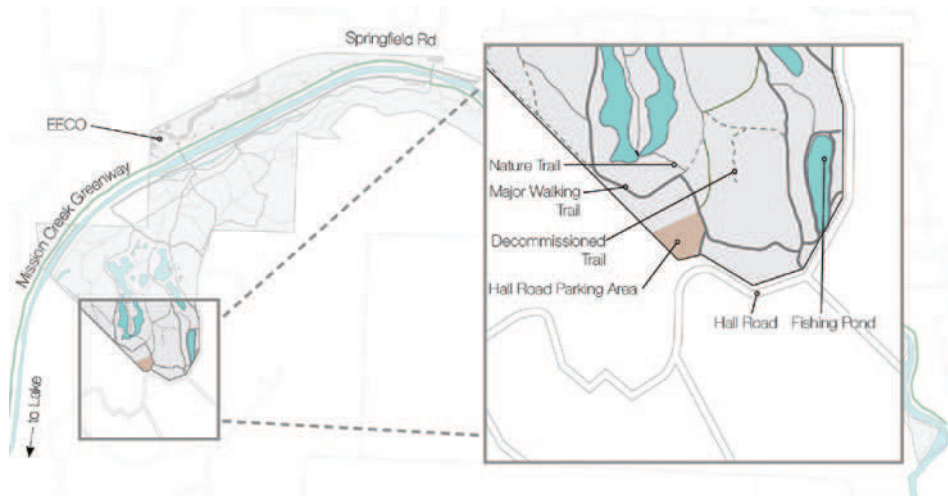 Springfield Rd
EECO
Mission Creek Greenway
Nature Trail
Major Walking
Trail
Decommissioned
Trail
Hall Road Parking Area
Hall Road
Fishing Pond
to Lake